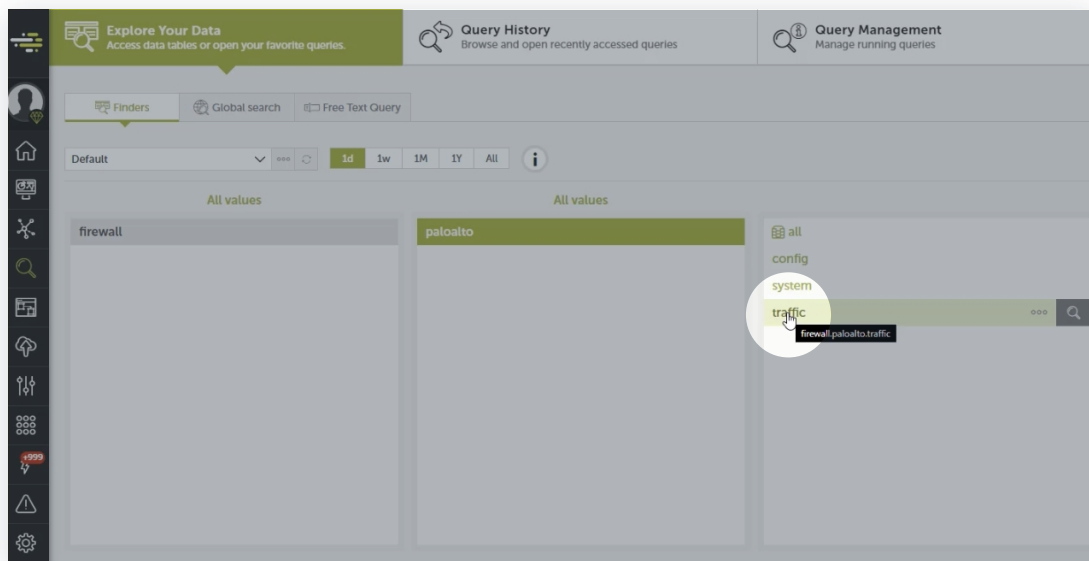 Explore Your Data
Access data tables or open your favorite queries.
Query History
Browse and open recently accessed queries
Query Management
Manage running queries
Finders
Global search
Free Text Query
Default
1d
1w
1M
1Y
All
i
All values
All values
firewall
paloalto
all
config
system
traffic
firewall.paloalto.traffic
+999